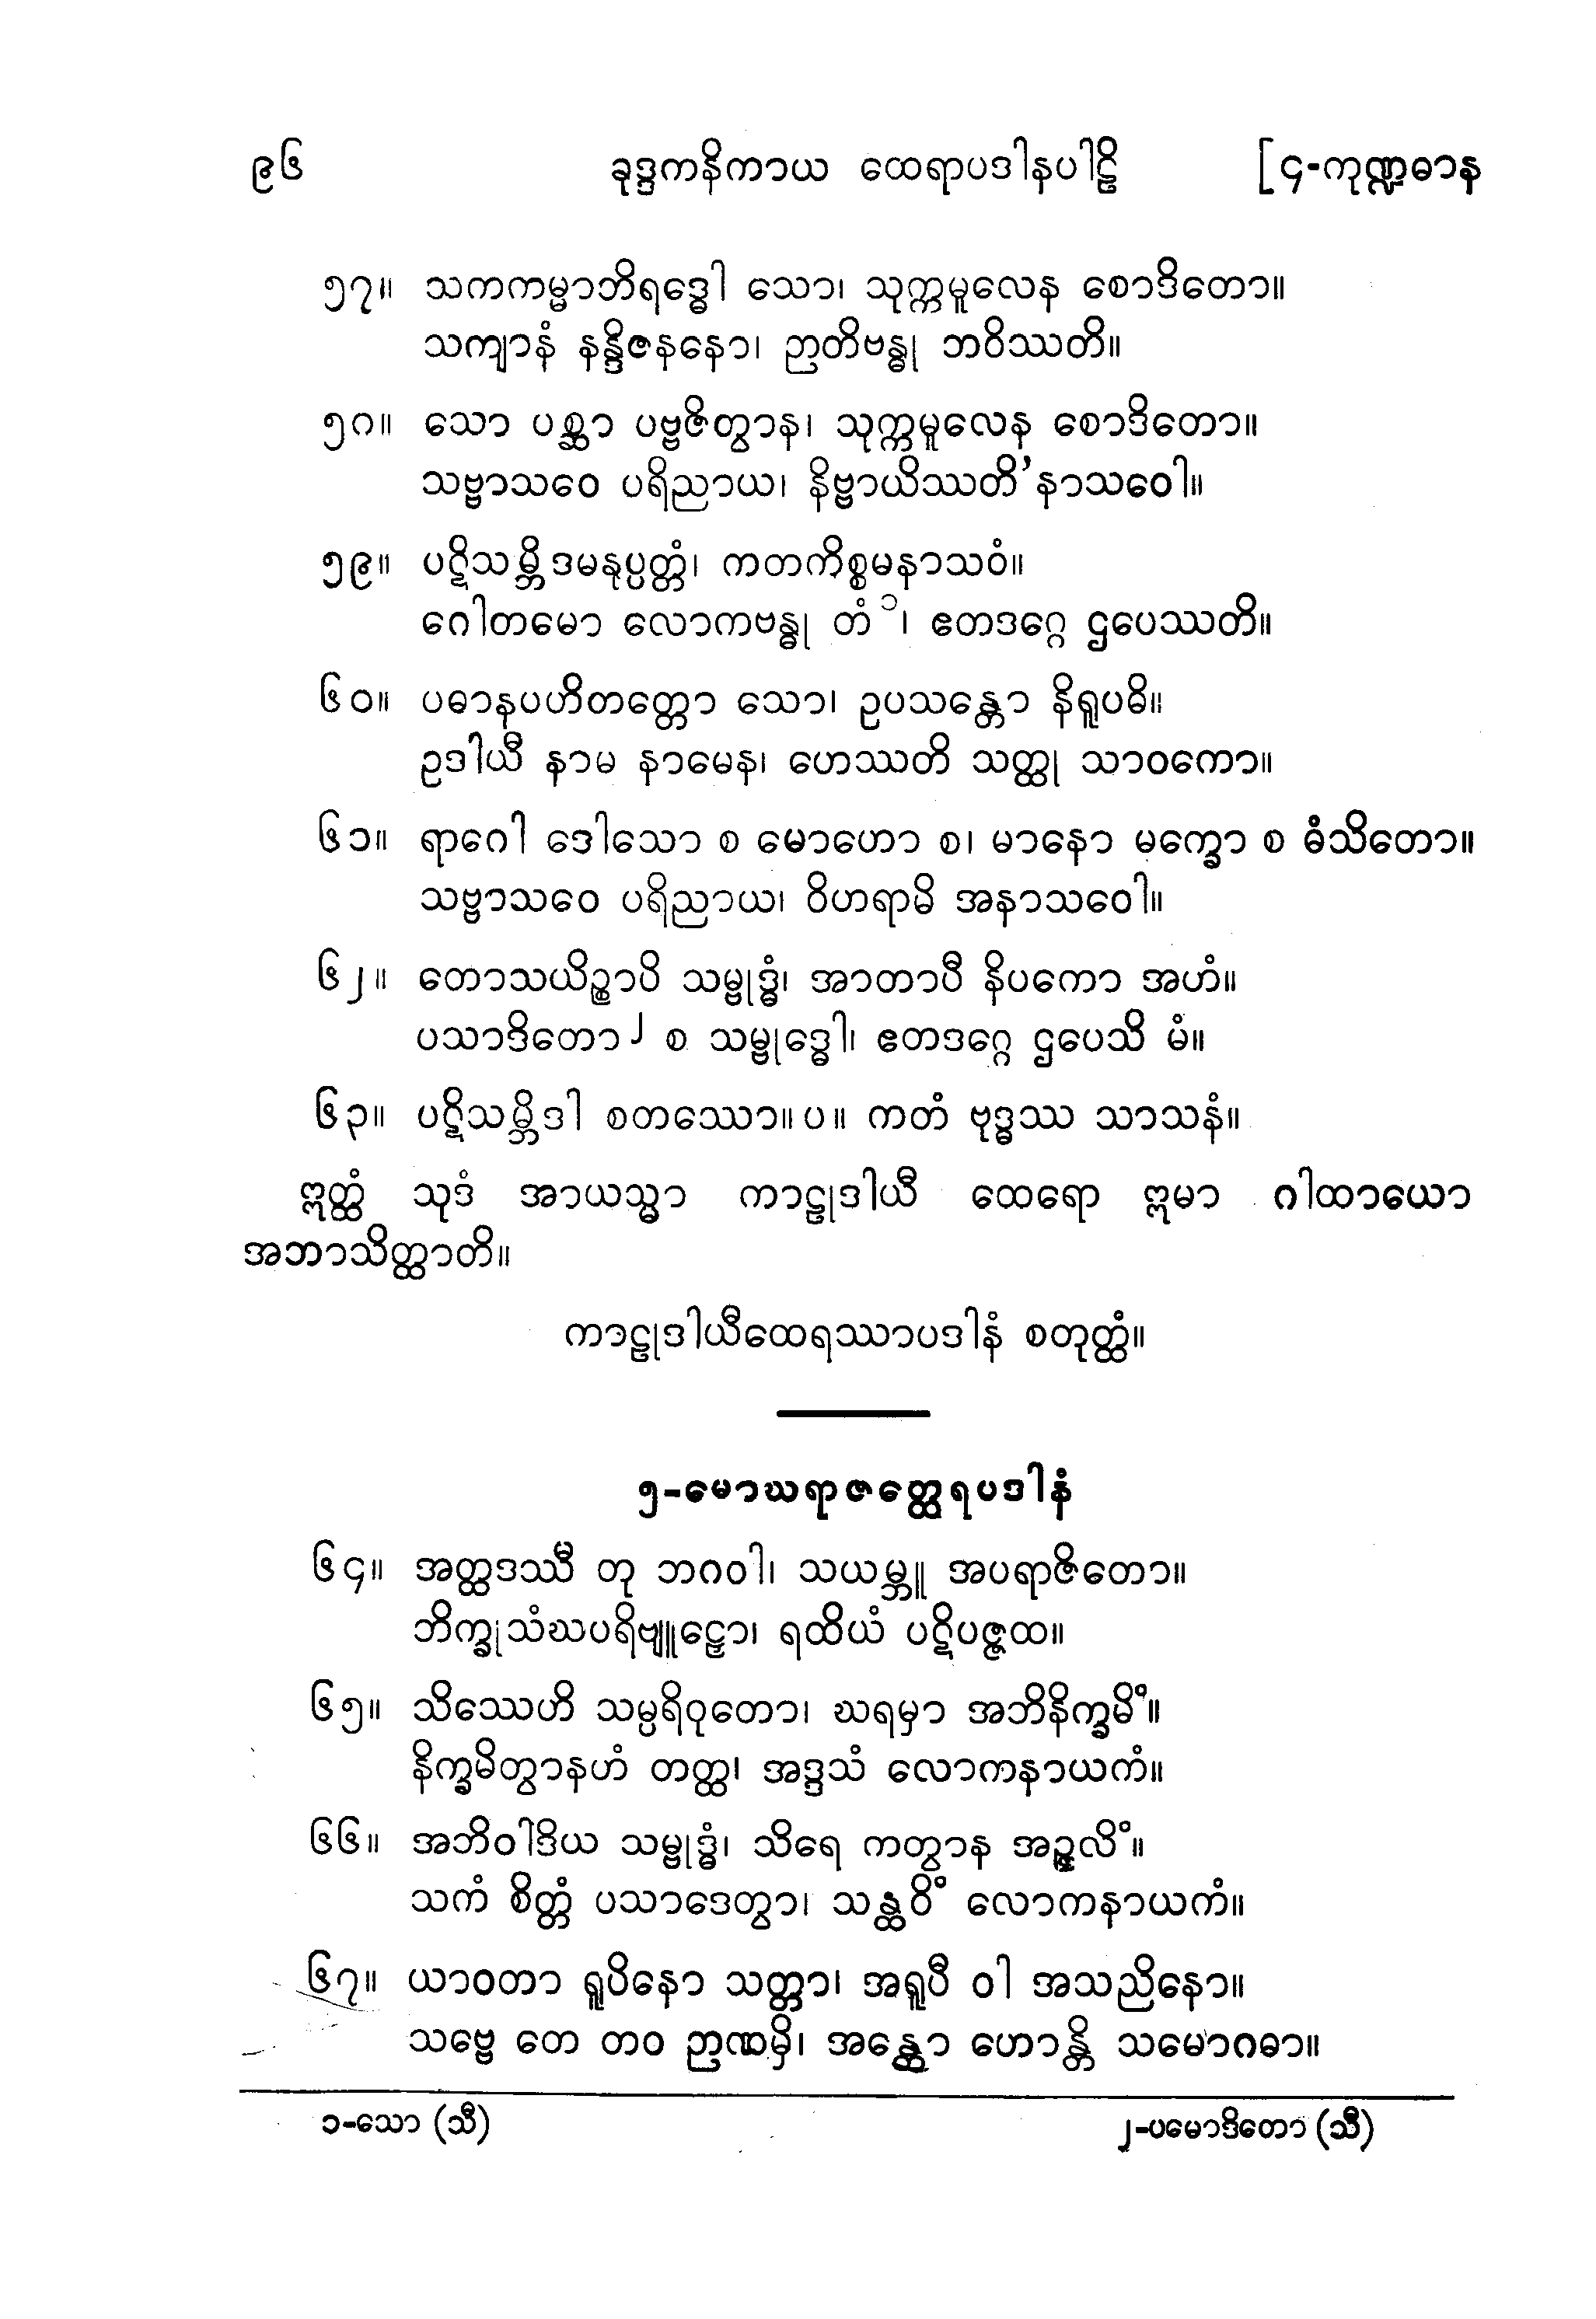 ၉၆ ခုဒ္ဒကနိကာယ ထေရာပဒါနပါဠိ [၄-ကုဏ္ဍဓာန
၅၇။ သကကမ္မာဘိရဒ္ဓေါ သော၊ သုက္ကမူလေန စောဒိတော။
သကျာနံ နန္ဒိဇနနော၊ ဉာတိဗန္ဓု ဘဝိဿတိ။
၅၈။ သော ပစ္ဆာ ပဗ္ဗဇိတွာန၊ သုက္ကမူလေန စောဒိတော။
သဗ္ဗာသဝေ ပရိညာယ၊ နိဗ္ဗာယိဿတိ’နာသဝေါ။
၅၉။ ပဋိသမ္ဘိဒမနုပ္ပတ္တံ၊ ကတကိစ္စမနာသဝံ။
ဂေါတမော လောကဗန္ဓု တံ ၁၊ ဧတဒဂ္ဂေ ဌပေဿတိ။
၆၀။ ပဓာနပဟိတတ္တော သော၊ ဥပသန္တော နိရူပဓိ။
ဥဒါယီ နာမ နာမေန၊ ဟေဿတိ သတ္ထု သာဝကော။
၆၁။ ရာဂေါ ဒေါသော စ မောဟော စ၊ မာနော မက္ခော စ ဓံသိတော။
သဗ္ဗာသဝေ ပရိညာယ၊ ဝိဟရာမိ အနာသဝေါ။
၆၂။ တောသယိဉ္စာပိ သမ္ဗုဒ္ဓံ၊ အာတာပီ နိပကော အဟံ။
ပသာဒိတော ၂ စ သမ္ဗုဒ္ဓေါ၊ ဧတဒဂ္ဂေ ဌပေသိ မံ။
၆၃။ ပဋိသမ္ဘိဒါ စတဿော။ပ။ ကတံ ဗုဒ္ဓဿ သာသနံ။
ဣတ္ထံ သုဒံ အာယသ္မာ ကာဠုဒါယီ ထေရော ဣမာ ဂါထာယော
အဘာသိတ္ထာတိ။
ကာဠုဒါယီထေရဿာပဒါနံ စတုတ္ထံ။
၅-မောဃရာဇတ္ထေရပဒါနံ
၆၄။ အတ္ထဒဿီ တု ဘဂဝါ၊ သယမ္ဘူ အပရာဇိတော။
ဘိက္ခုသံဃပရိဗျူဠှော၊ ရထိယံ ပဋိပဇ္ဇထ။
၆၅။ သိဿေဟိ သမ္ပရိဝုတော၊ ဃရမှာ အဘိနိက္ခမိံ။
နိက္ခမိတွာနဟံ တတ္ထ၊ အဒ္ဒသံ လောကနာယကံ။
၆၆။ အဘိဝါဒိယ သမ္ဗုဒ္ဓံ၊ သိရေ ကတွာန အဉ္ဇလိံ။
သကံ စိတ္တံ ပသာဒေတွာ၊ သန္ထဝိံ လောကနာယကံ။
၆၇။ ယာဝတာ ရူပိနော သတ္တာ၊ အရူပီ ဝါ အသညိနော။
သဗ္ဗေ တေ တဝ ဉာဏမှိ၊ အန္တော ဟောန္တိ သမောဂဓာ။
၁-သော (သီ) ၂-ပမောဒိတော (သီ)